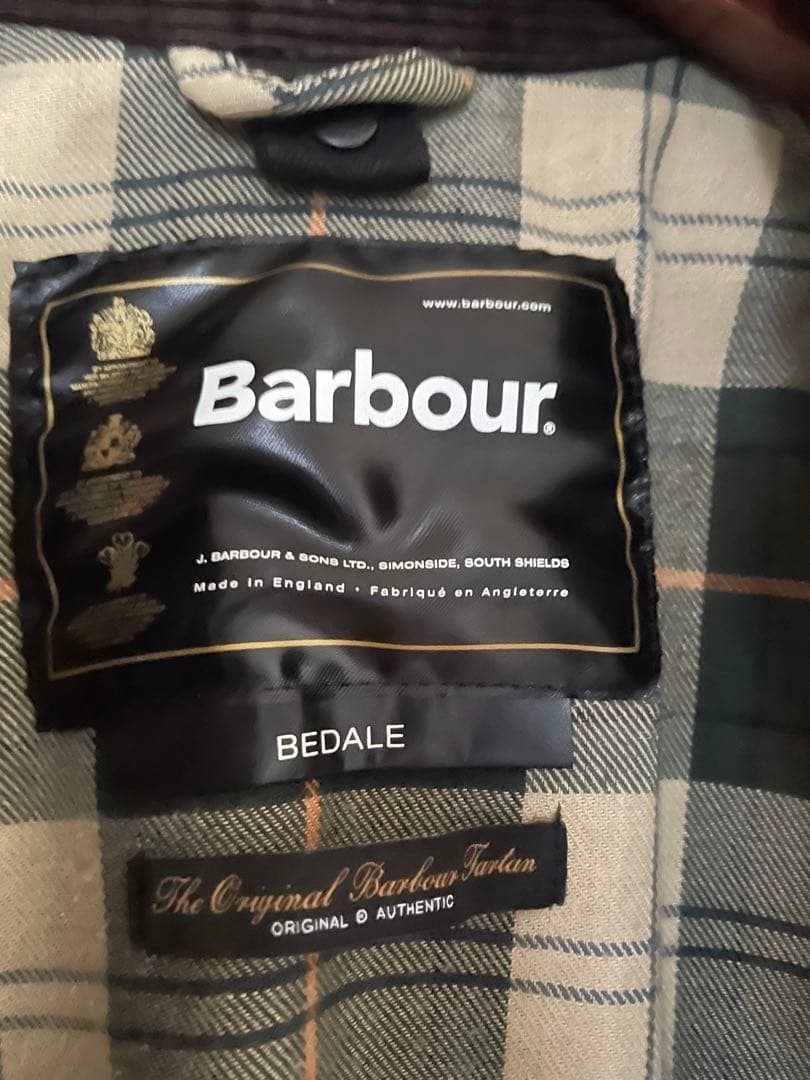 www.barbour.com
Barbour®
J. BARBOUR & SONS LTD., SIMONSIDE, SOUTH SHIELDS
Made in England • Fabriqué en Angleterre
BEDALE
The Original Barbour Tartan
ORIGINAL & AUTHENTIC